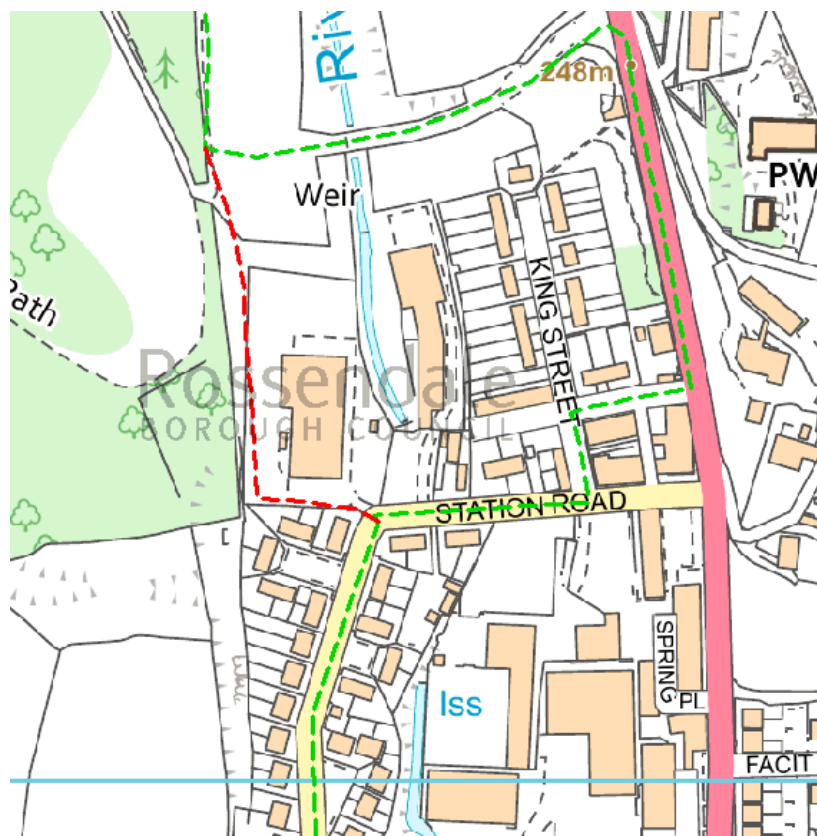 Riv
248m
PW
Weir
KING STREET
Path
Rossendale
BOROUGH COUNCIL
STATION ROAD
SPRING
PL
Iss
FACIT